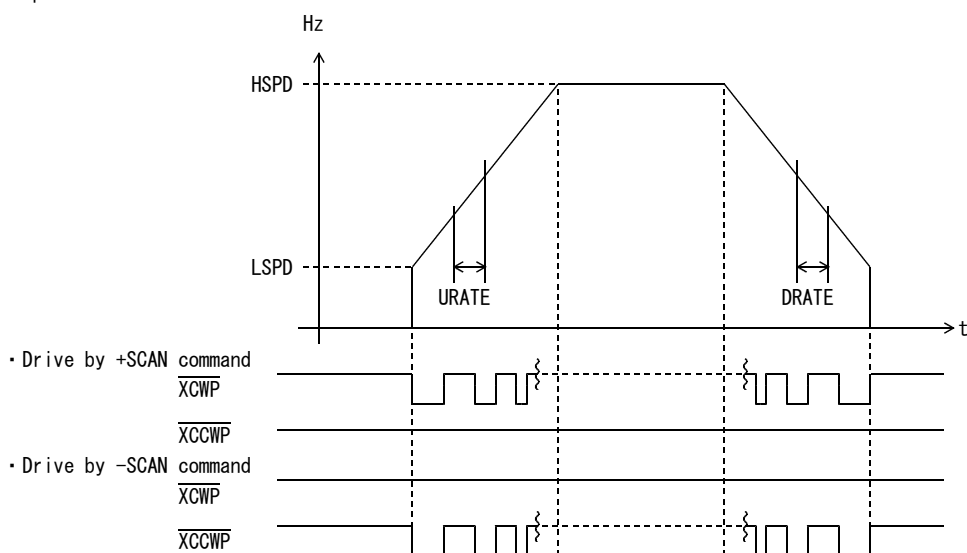 Hz
HSPD
LSPD
URATE
DRATE
t
・Drive by +SCAN command
XCWP
XCCWP
・Drive by −SCAN command
XCWP
XCCWP